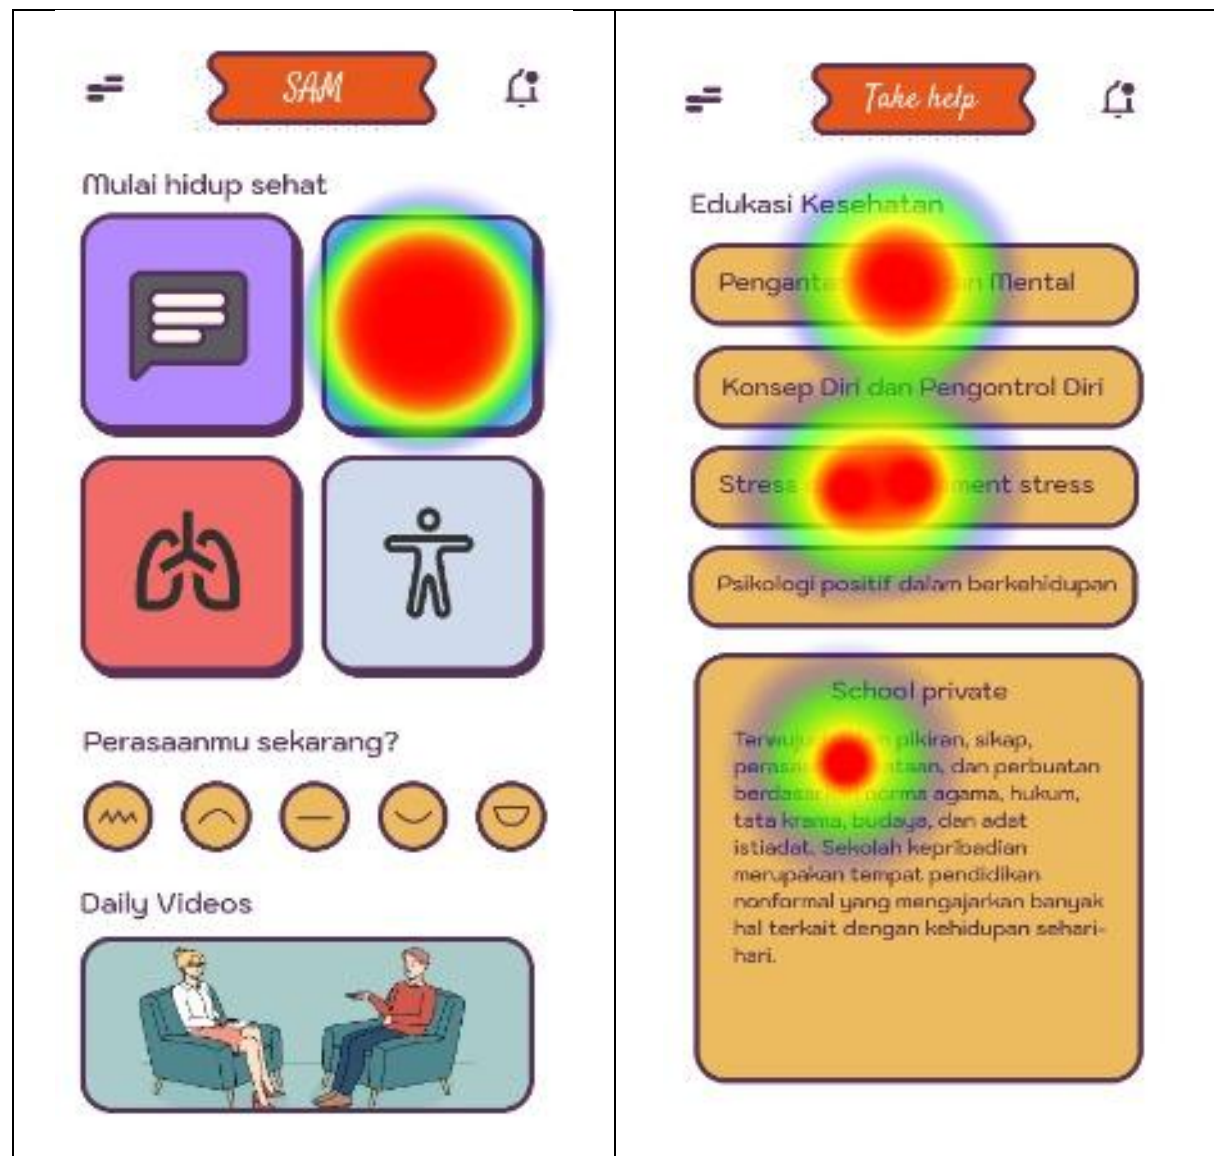 SAM
Mulai hidup sehat
Perasaanmu sekarang?
Daily Videos
Take help
Edukasi Kesehatan
Mental
Konsep Diri dan Pengontrol Diri
Stress stress
Psikologi positif dalam berkehidupan
School private
pikiran, sikap,
dan perbuatan
norma agama, hukum,
tata krama, budaya, dan adat
istiadat. Sekolah kepribadian
merupakan tempat pendidikan
nonformal yang mengajarkan banyak
hal terkait dengan kehidupan sehari-
hari.